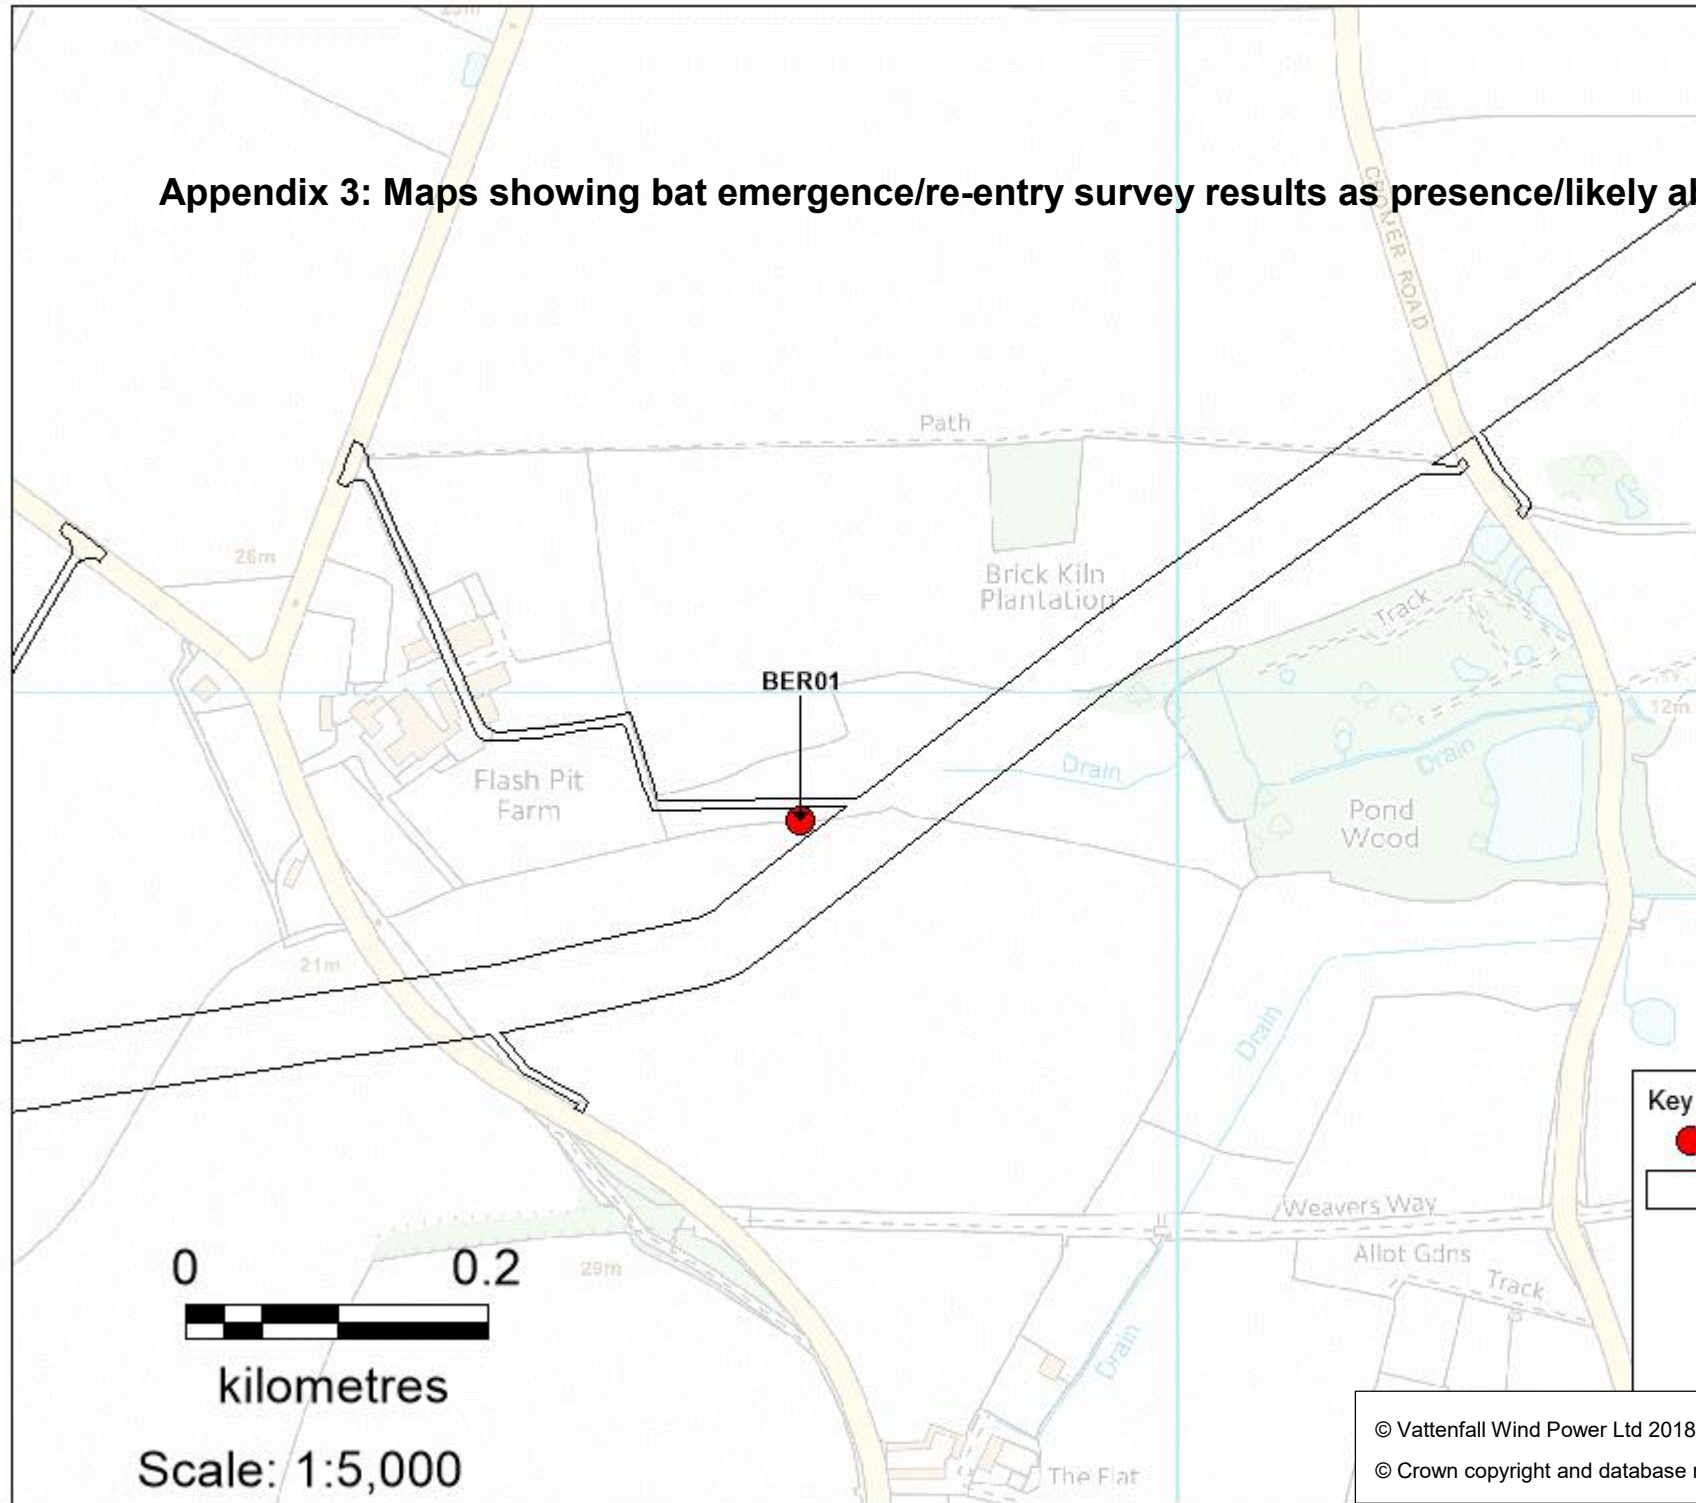 Appendix 3: Maps showing bat emergence/re-entry survey results as presence/likely
CROMER ROAD
Path
26m
Brick Kiln
Plantation
Track
BER01
12m
Drain
Drain
Flash Pit
Farm
Pond
Wood
21m
Drain
Key
Weavers Way
Allot Gdns
Track
29m
0 0.2
kilometres
Scale: 1:5,000
Drain
The Flat
© Vattenfall Wind Power Ltd 2018
© Crown copyright and database